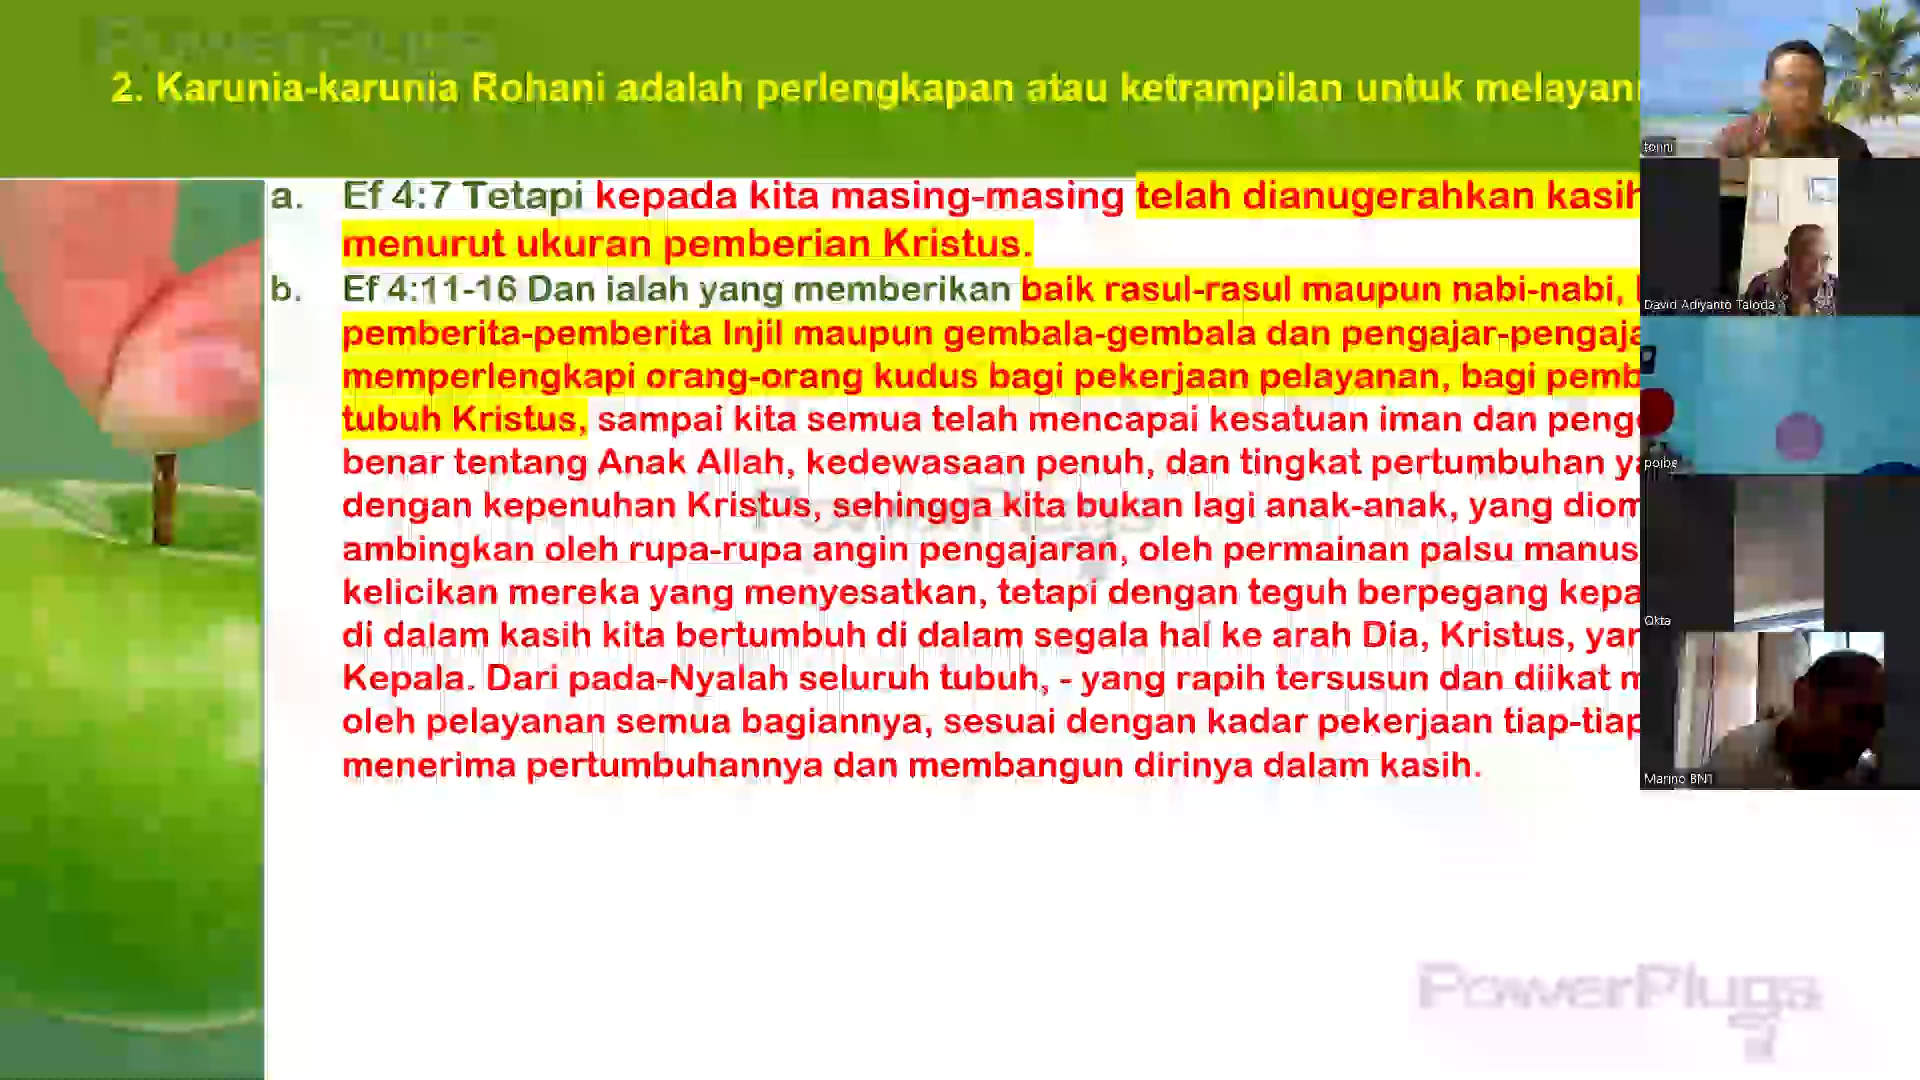 PowerPlugs
2. Karunia-karunia Rohani adalah perlengkapan atau ketrampilan untuk melayani
a. Ef 4:7 Tetapi kepada kita masing-masing telah dianugerahkan kasih
menurut ukuran pemberian Kristus.
b. Ef 4:11-16 Dan ialah yang memberikan baik rasul-rasul maupun nabi-nabi,
pemberita-pemberita Injil maupun gembala-gembala dan pengajar-pengaja
memperlengkapi orang-orang kudus bagi pekerjaan pelayanan, bagi pemb
tubuh Kristus, sampai kita semua telah mencapai kesatuan iman dan peng
benar tentang Anak Allah, kedewasaan penuh, dan tingkat pertumbuhan
dengan kepenuhan Kristus, sehingga kita bukan lagi anak-anak, yang diom
ambingkan oleh rupa-rupa angin pengajaran, oleh permainan palsu manus
kelicikan mereka yang menyesatkan, tetapi dengan teguh berpegang kepa
di dalam kasih kita bertumbuh di dalam segala hal ke arah Dia, Kristus,
Kepala. Dari pada-Nyalah seluruh tubuh, - yang rapih tersusun dan diikat
oleh pelayanan semua bagiannya, sesuai dengan kadar pekerjaan tiap-tiap
menerima pertumbuhannya dan membangun dirinya dalam kasih.
PowerPlugs
PowerPlugs
tonni
David Adiyanto Taloda
poibe
Okta
Marino BN1